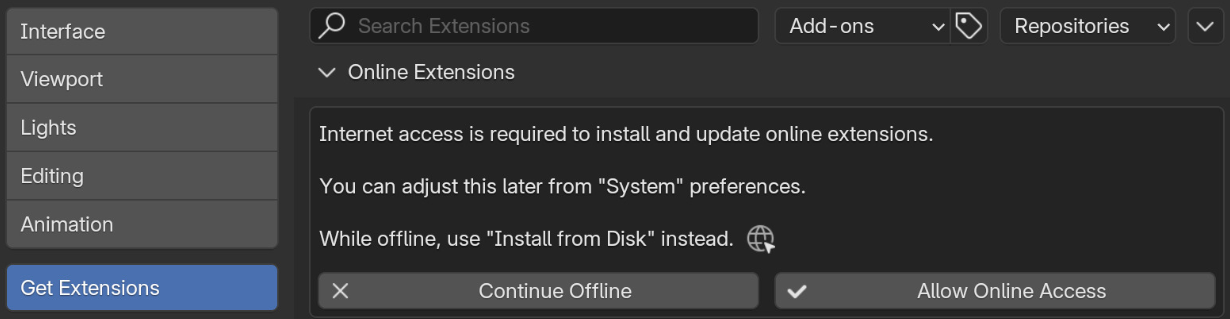 Interface
Viewport
Lights
Editing
Animation
Get Extensions
Search Extensions
Add-ons
Repositories
Online Extensions
Internet access is required to install and update online extensions.
You can adjust this later from "System" preferences.
While offline, use "Install from Disk" instead.
Continue Offline
Allow Online Access